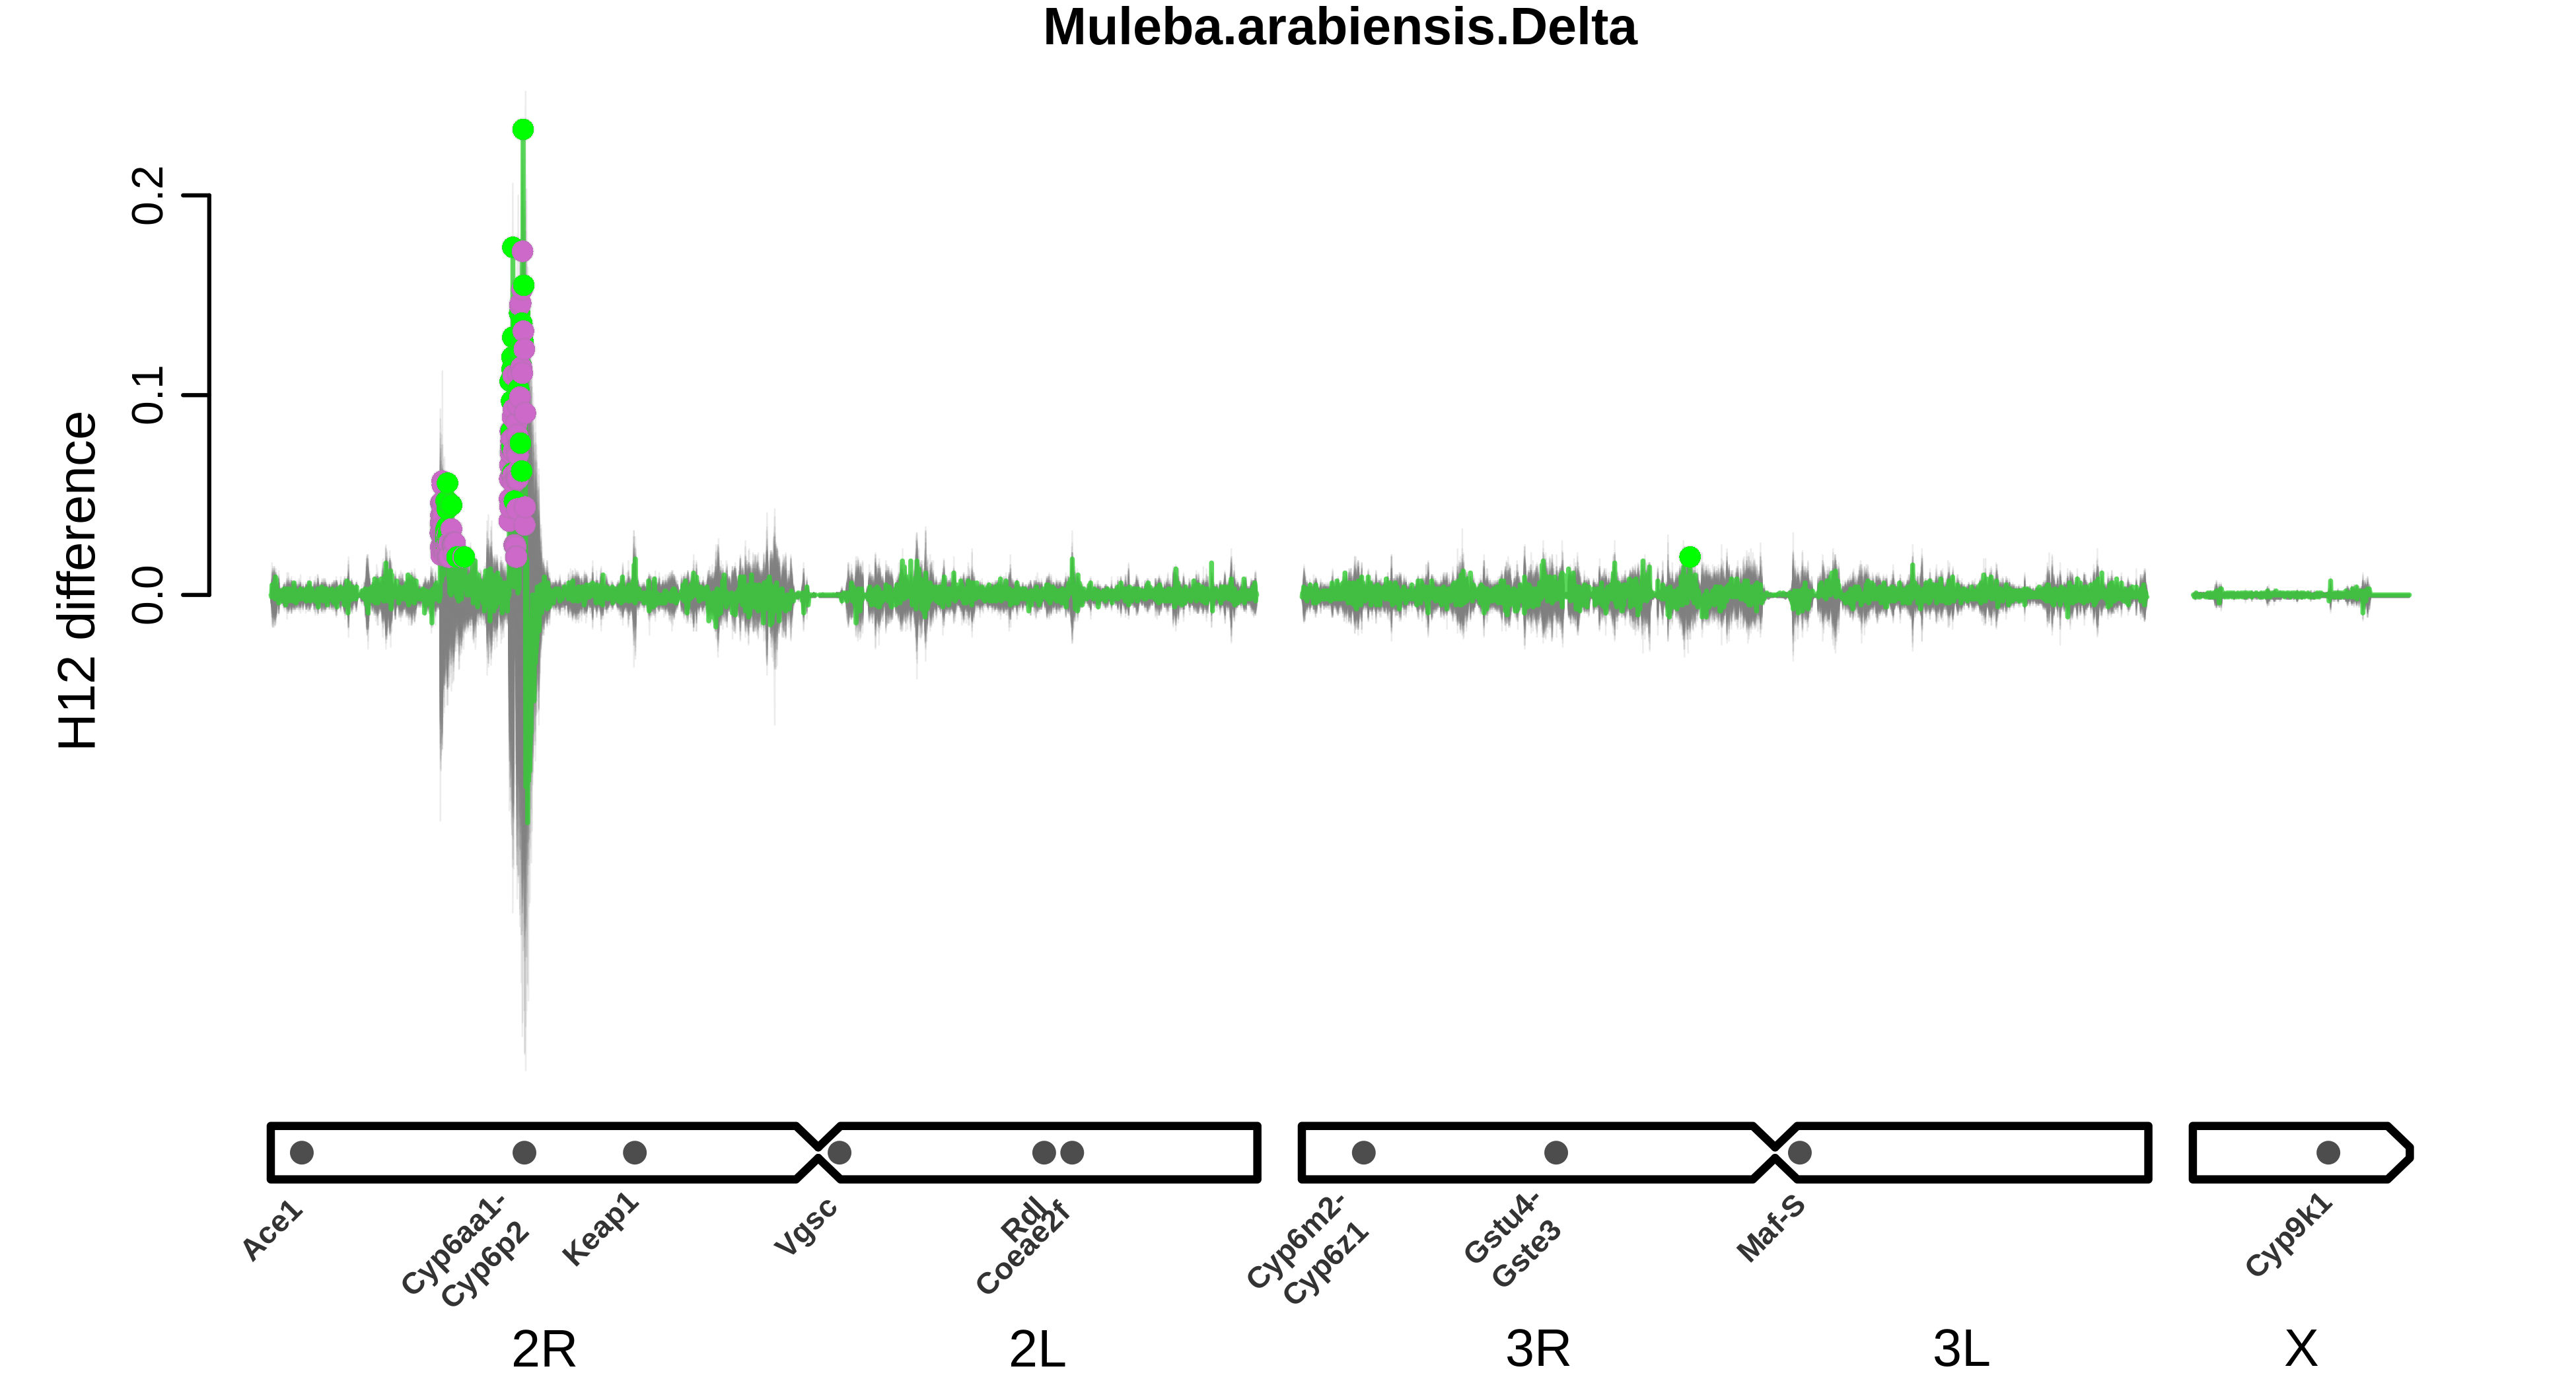 Muleba.arabiensis.Delta
H12 difference
0.2
0.1
0.0
Ace1
Cyp6aa1-
Cyp6p2
Keap1
Vgsc
Rdl
Coeae2f
Cyp6m2-
Cyp6z1
Gstu4-
Gste3
Maf-S
Cyp9k1
2R
2L
3R
3L
X